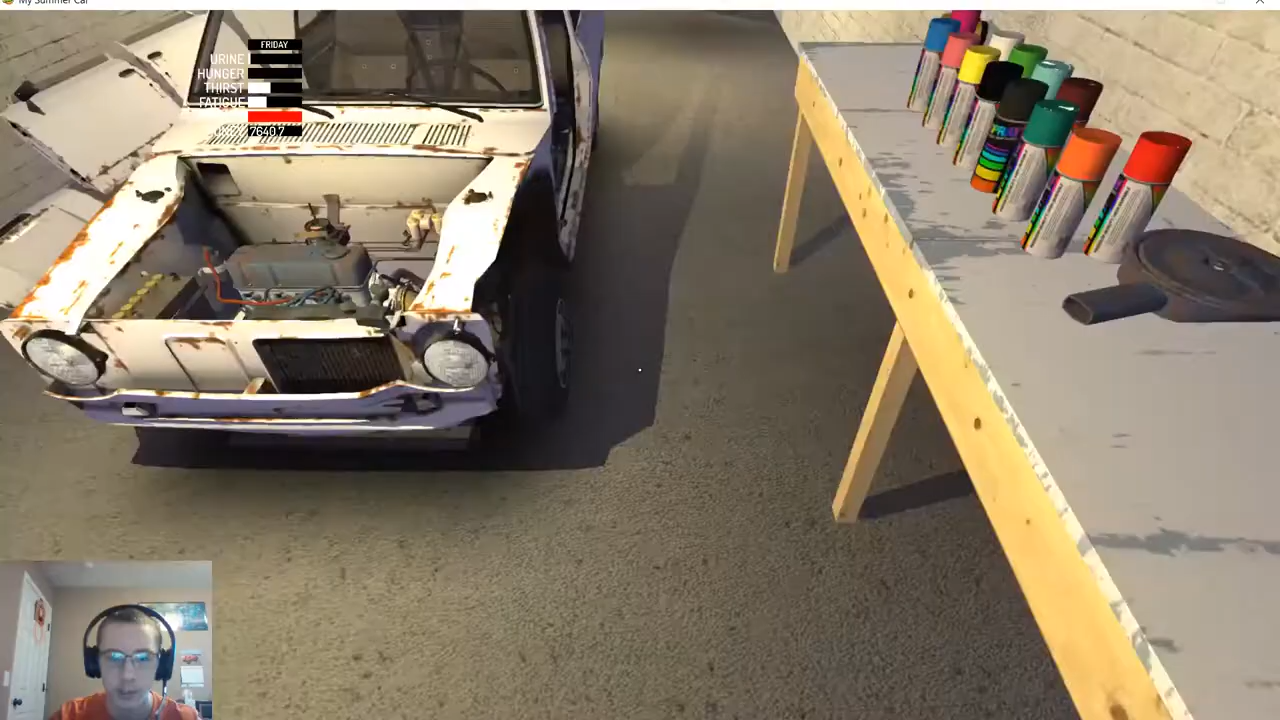 My Summer Car
FRIDAY
URINE
HUNGER
THIRST
FATIGUE
7640.7